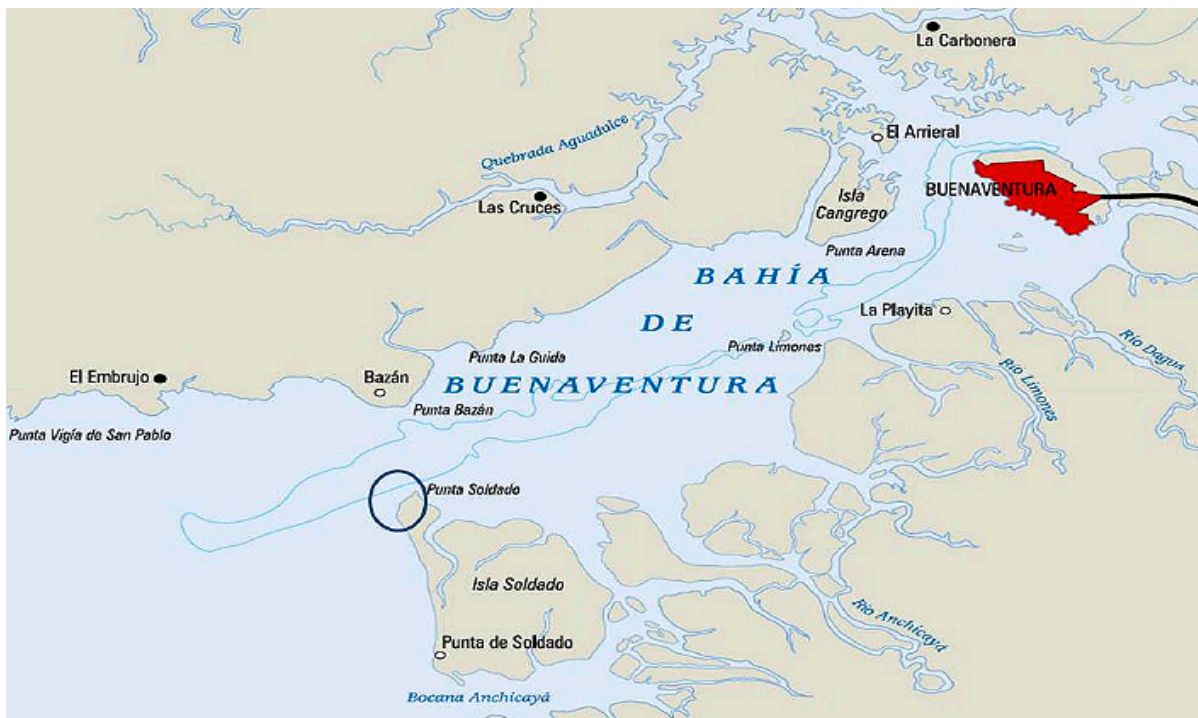 La Carbonera
El Arrieral
Quebrada Aguadulce
Las Cruces
BUENAVENTURA
Isla
Cangrego
Punta Arena
BAHÍA
DE
BUENAVENTURA
La Playita
Punta Limones
Río Dagua
Río Limones
Punta La Guida
El Embrujo
Bazán
Punta Bazán
Punta Vigía de San Pablo
Punta Soldado
Isla Soldado
Río Anchicayá
Punta de Soldado
Bocana Anchicayá